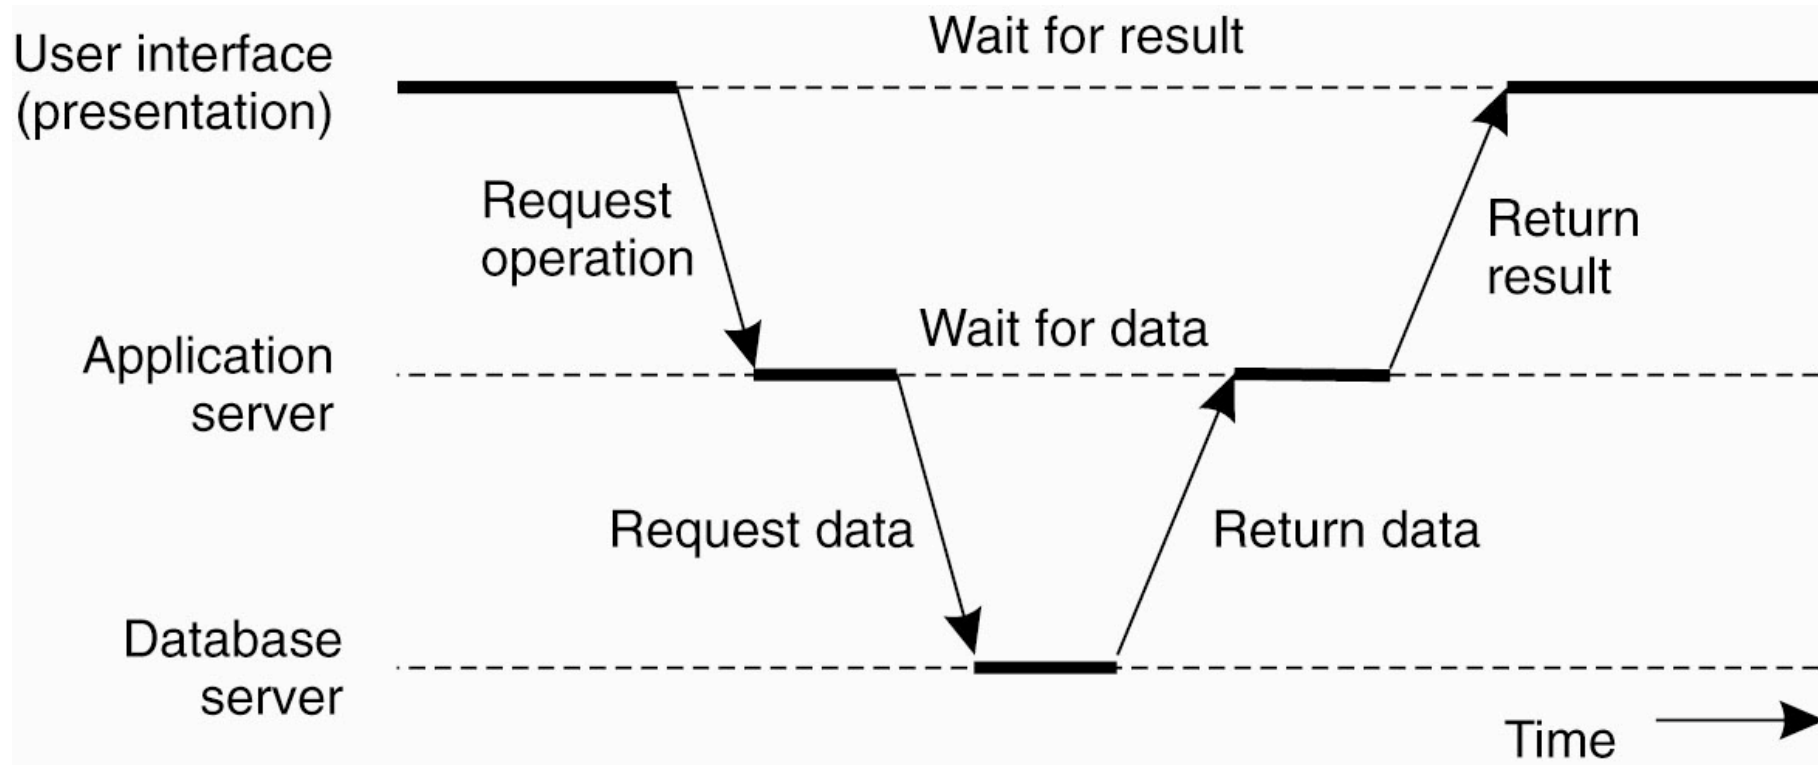 Wait for result
User interface
(presentation)
Request
operation
Return
result
Wait for data
Application
server
Request data
Return data
Database
server
Time